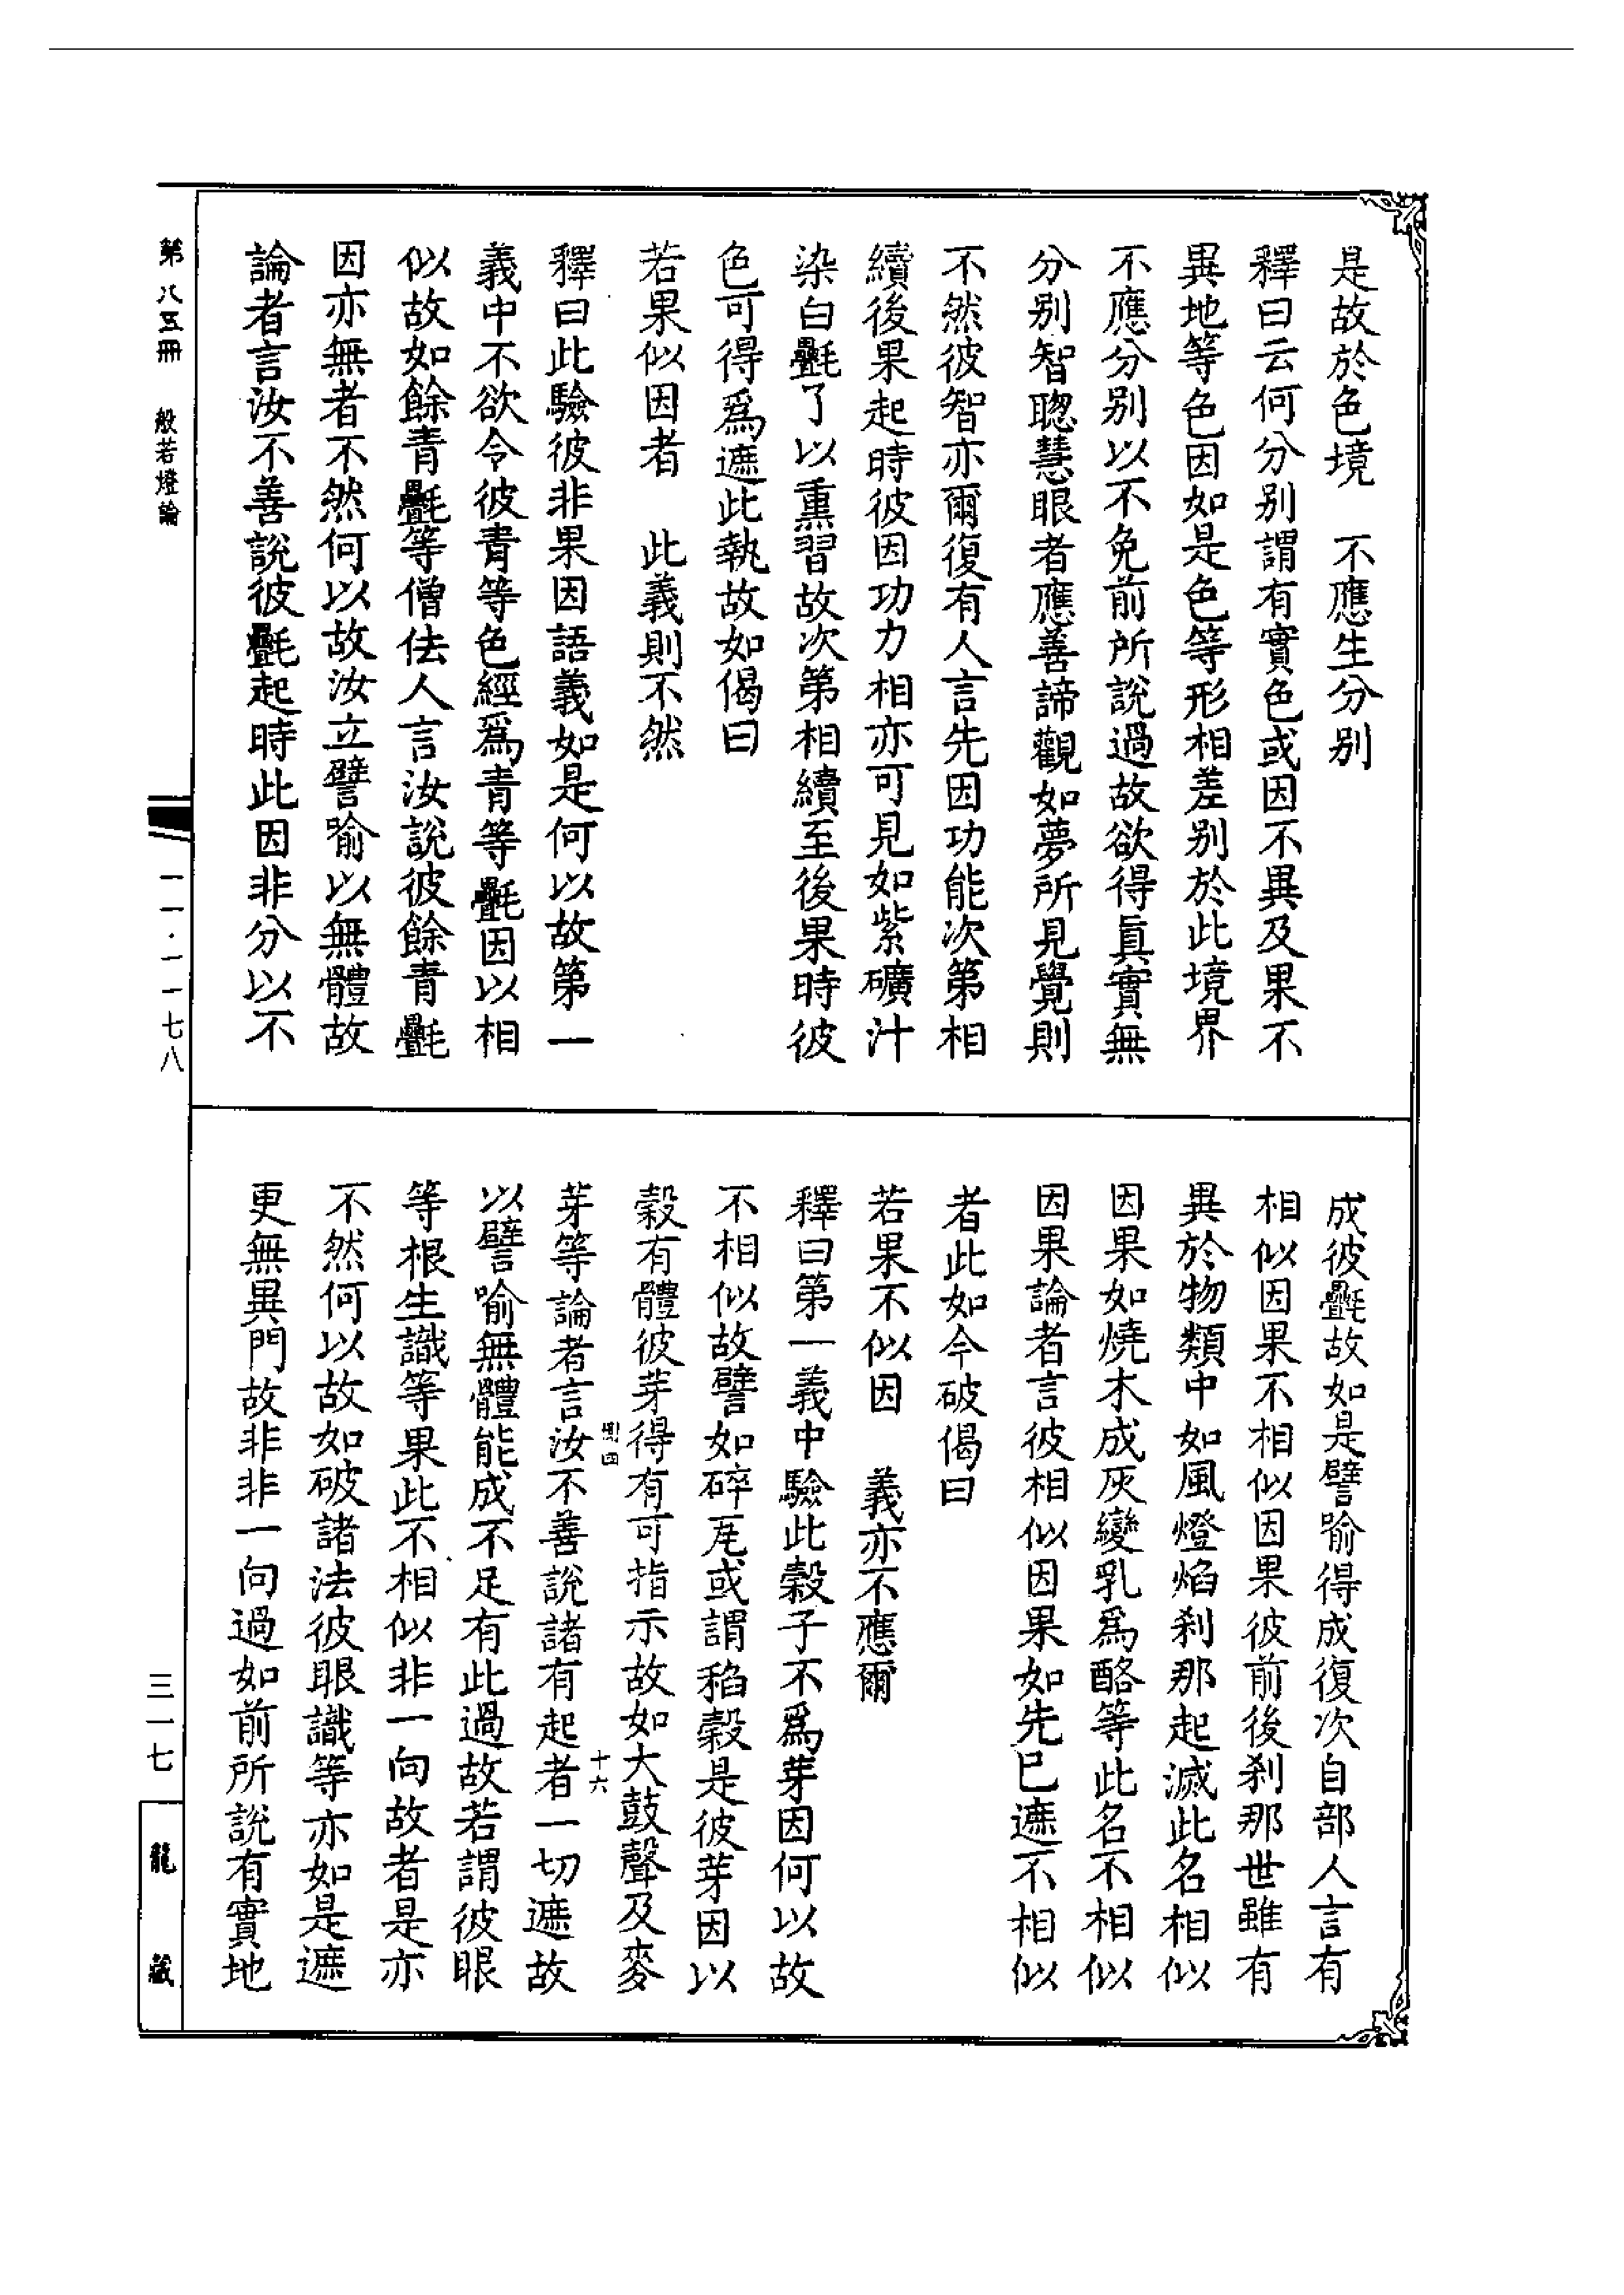 是故於色境　不應生分别
釋曰云何分别謂有實色或因不異及果不
異地等色因如是色等形相差别於此境界
不應分别以不免前所說過故欲得眞實無
分别智聰慧眼者應善諦觀如夢所見覺則
不然彼智亦爾復有人言先因功能次第相
續後果起時彼因功力相亦可見如紫礦汁
染白氎了以熏習故次第相續至後果時彼
色可得爲遮此執故如偈曰
若果似因者　此義則不然
釋曰此驗彼非果因語義如是何以故第一
義中不欲令彼青等色經爲青等氎因以相
似故如餘青氎等僧佉人言汝說彼餘青氎
因亦無者不然何以故汝立譬喻以無體故
論者言汝不善說彼氎起時此因非分以不
成彼氎故如是譬喻得成復次自部人言有
相似因果不相似因果彼前後刹那世雖有
異於物類中如風燈焰刹那起滅此名相似
因果如燒木成灰變乳爲酪等此名不相似
因果論者言彼相似因果如先已遮不相似
者此如今破偈曰
若果不似因　義亦不應爾
釋曰第一義中驗此穀子不爲芽因何以故
不相似故譬如碎瓦或謂稻穀是彼芽因以
穀有體彼芽得有可指示故如大鼓聲及麥
十六
芽等論者言汝不善說諸有起者一切遮故
以譬喻無體能成不足有此過故若謂彼眼
等根生識等果此不相似非一向故者是亦
不然何以故如破諸法彼眼識等亦如是遮
更無異門故非非一向過如前所說有實地
第八五冊　般若燈論
一一·一一七八
三一七
龍藏